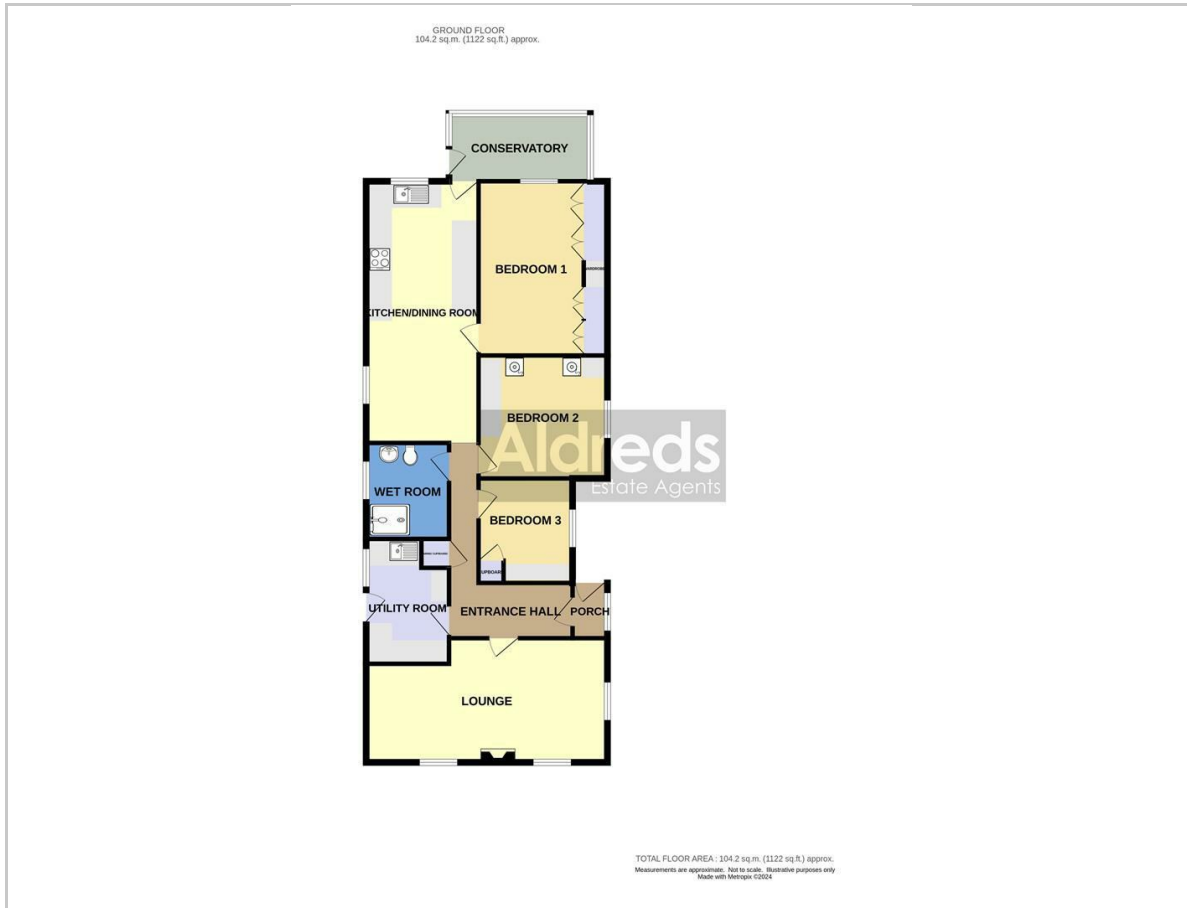 GROUND FLOOR
104.2 sq.m. (1122 sq.ft.) approx.
CONSERVATORY
BEDROOM 1
WARDROBE
KITCHEN/DINING ROOM
BEDROOM 2
Aldreds
Estate Agents
WET ROOM
BEDROOM 3
CUPBOARD
UTILITY ROOM
ENTRANCE HALL
PORCH
LOUNGE
TOTAL FLOOR AREA : 104.2 sq.m. (1122 sq.ft.) approx.
Measurements are approximate. Not to scale. Illustrative purposes only
Made with Metropix ©2024